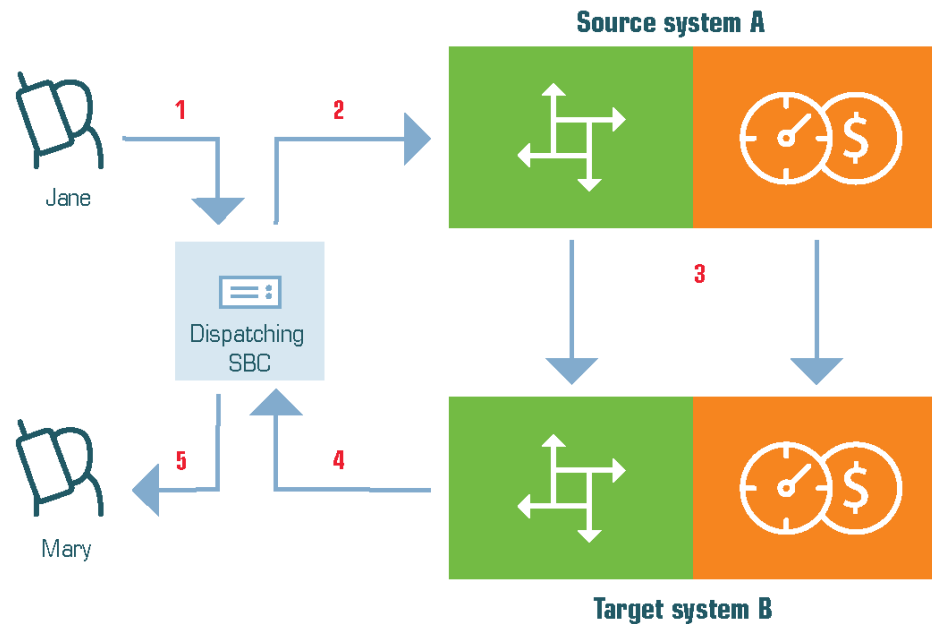 Source system A
1
2
Jane
$
3
Dispatching
SBC
5
4
$
Mary
Target system B